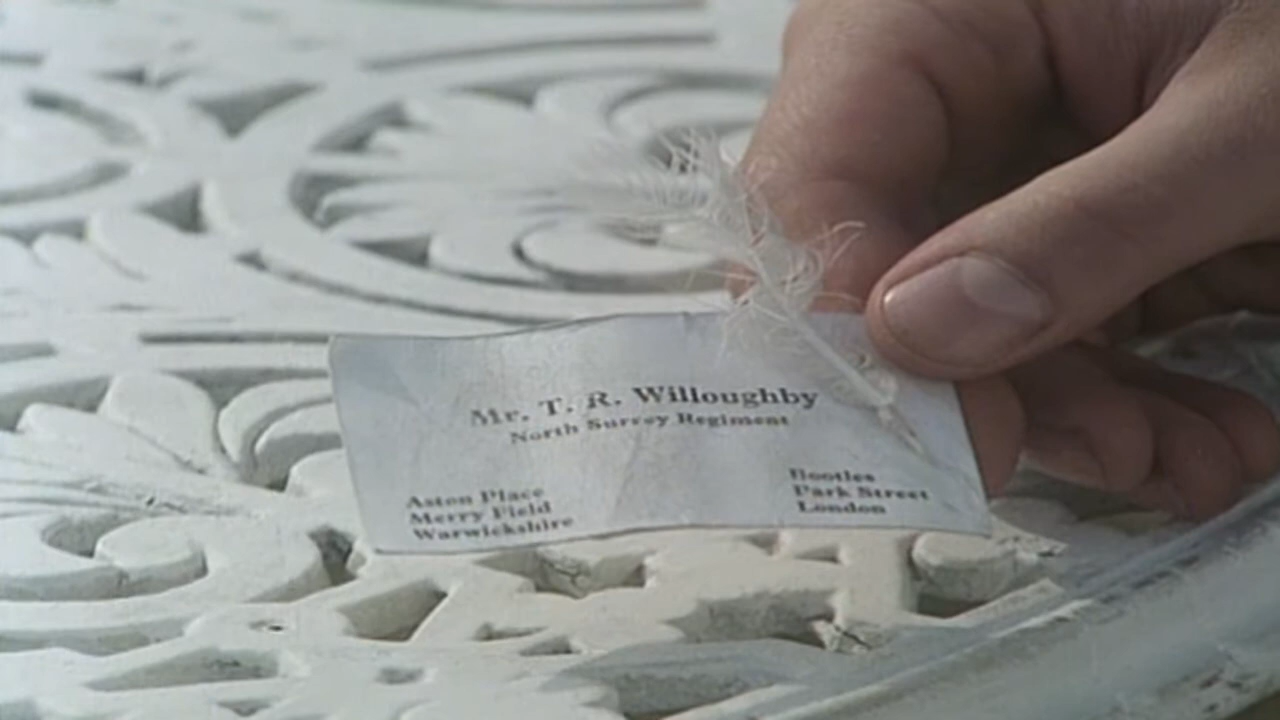 Mr. T. R. Willoughby
North Surrey Regiment
Aston Place
Merry Field
Warwickshire
Bootles
Park Street
London